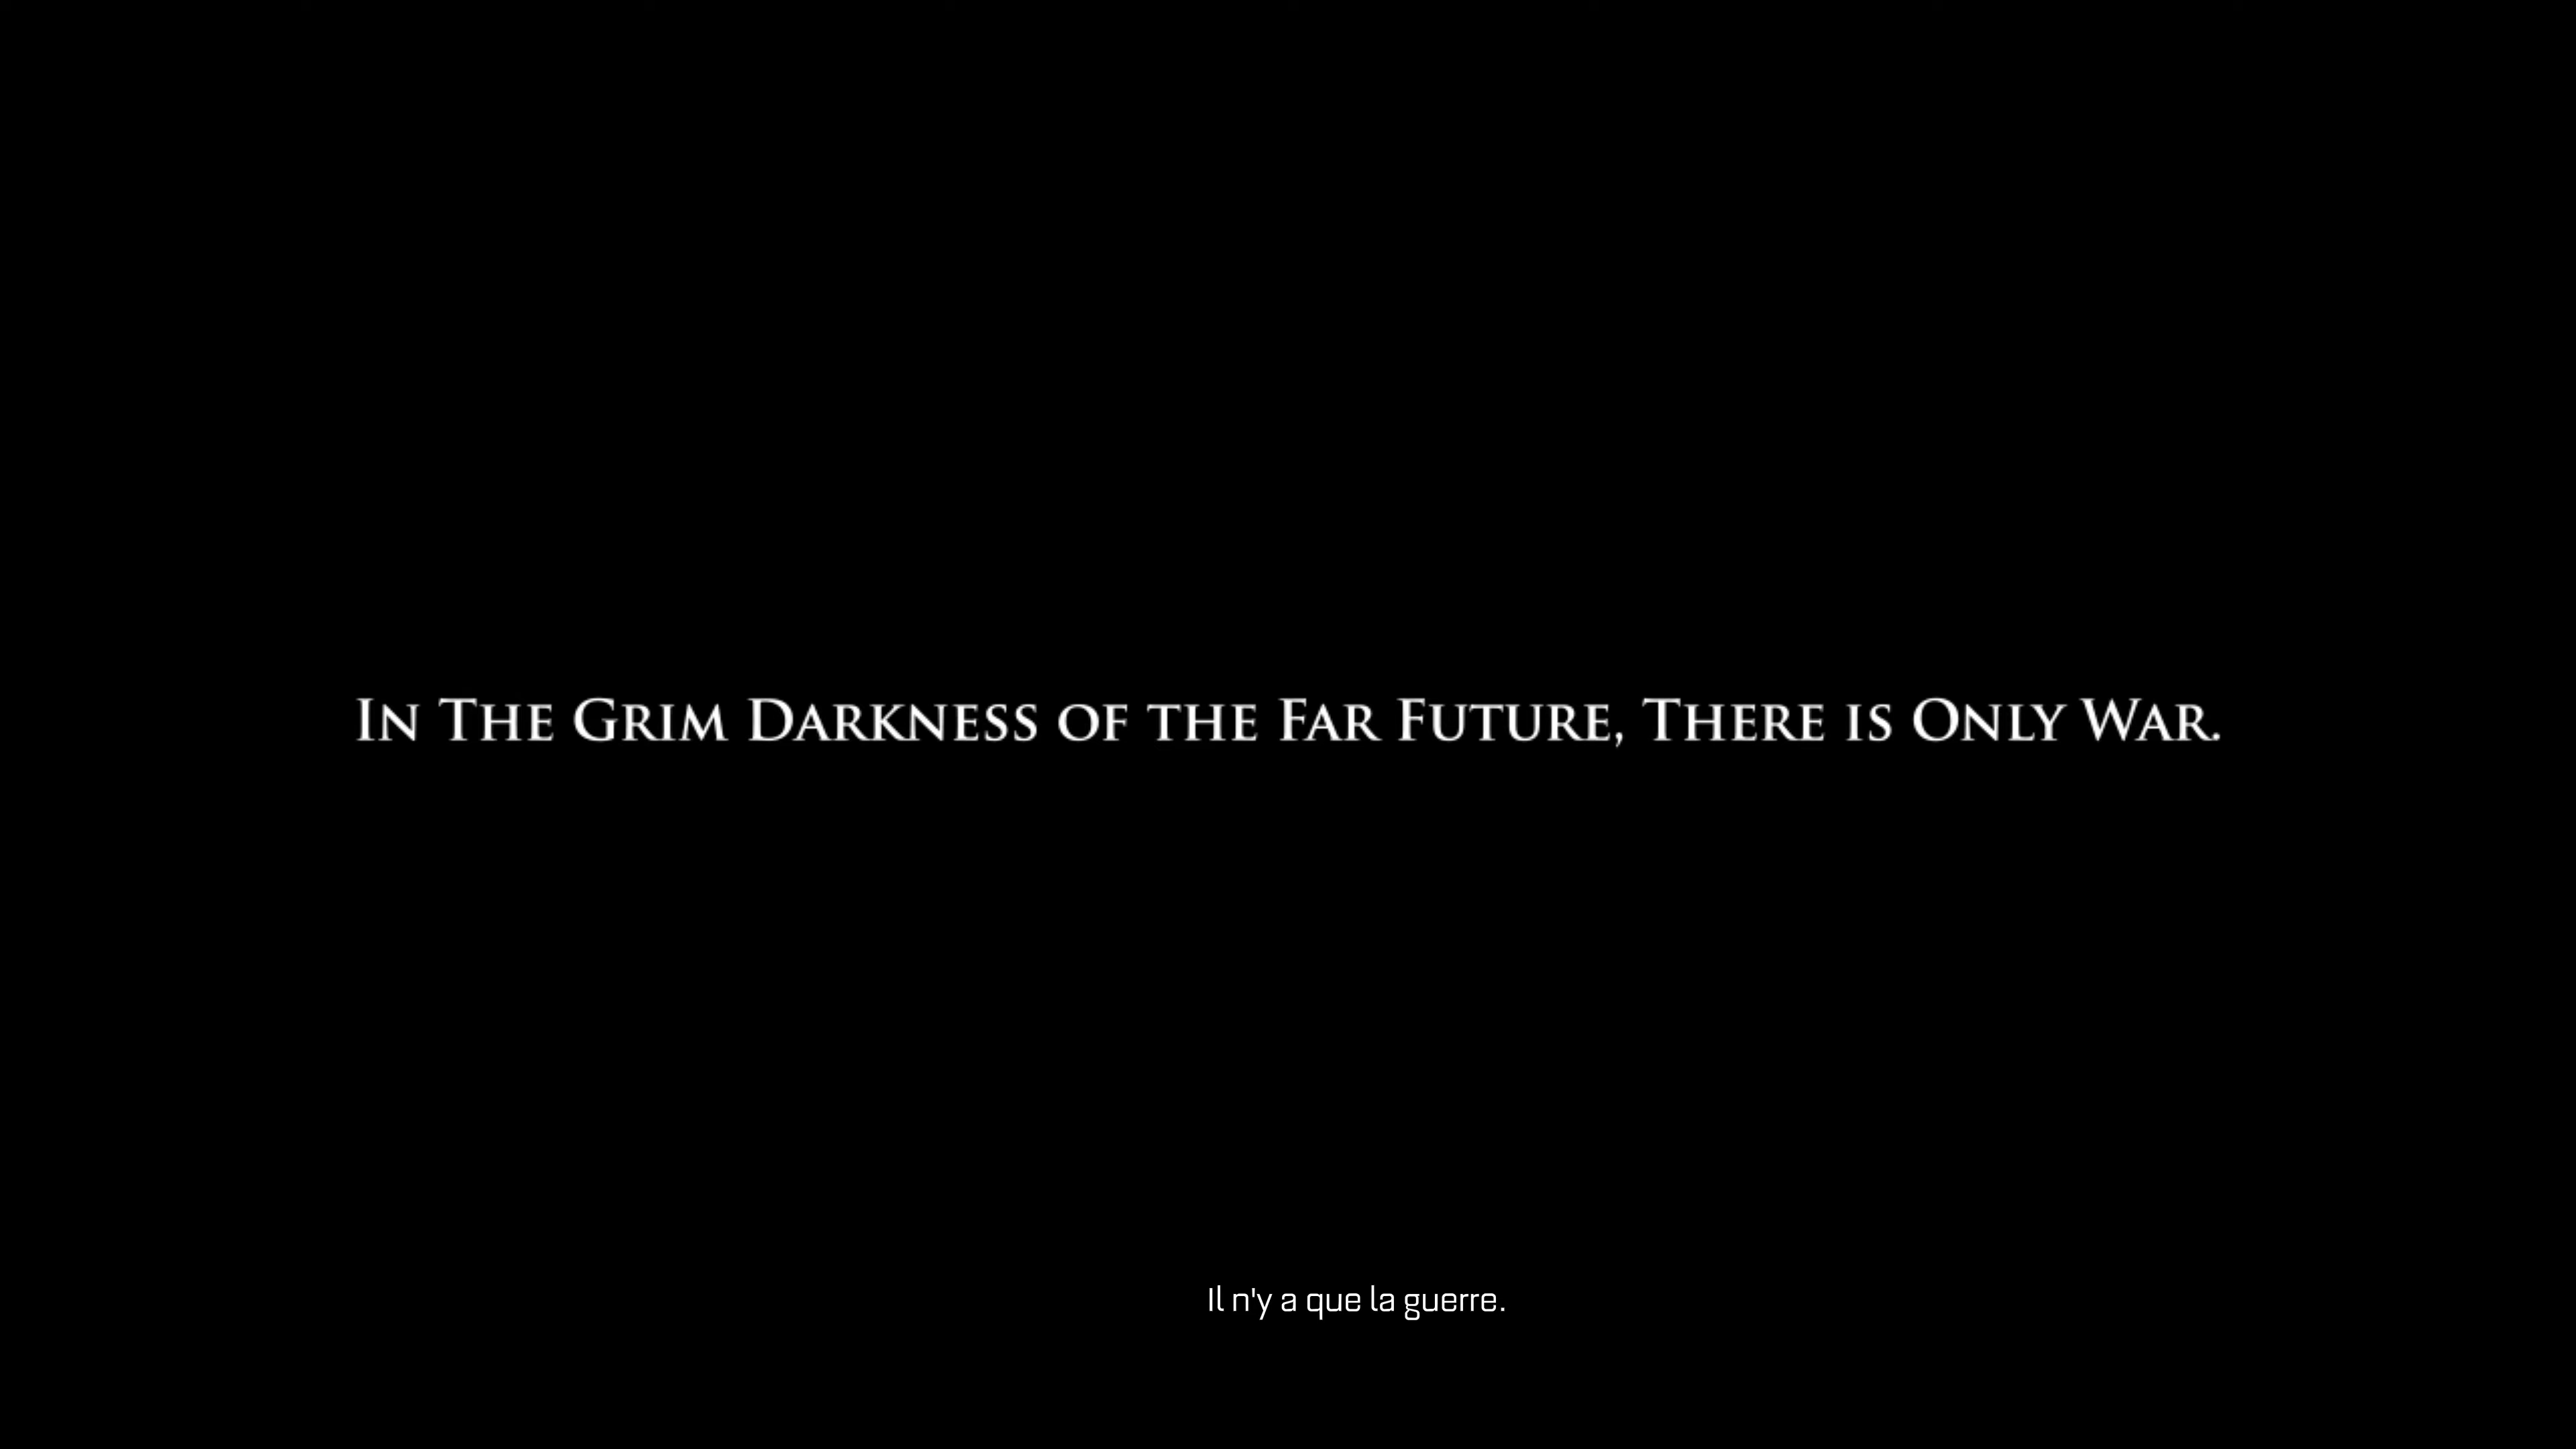 In The Grim Darkness of the Far Future, There is Only War.
Il n'y a que la guerre.